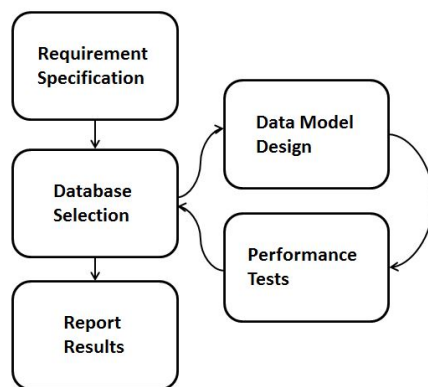 Requirement
Specification
Database
Selection
Report
Results
Data Model
Design
Performance
Tests